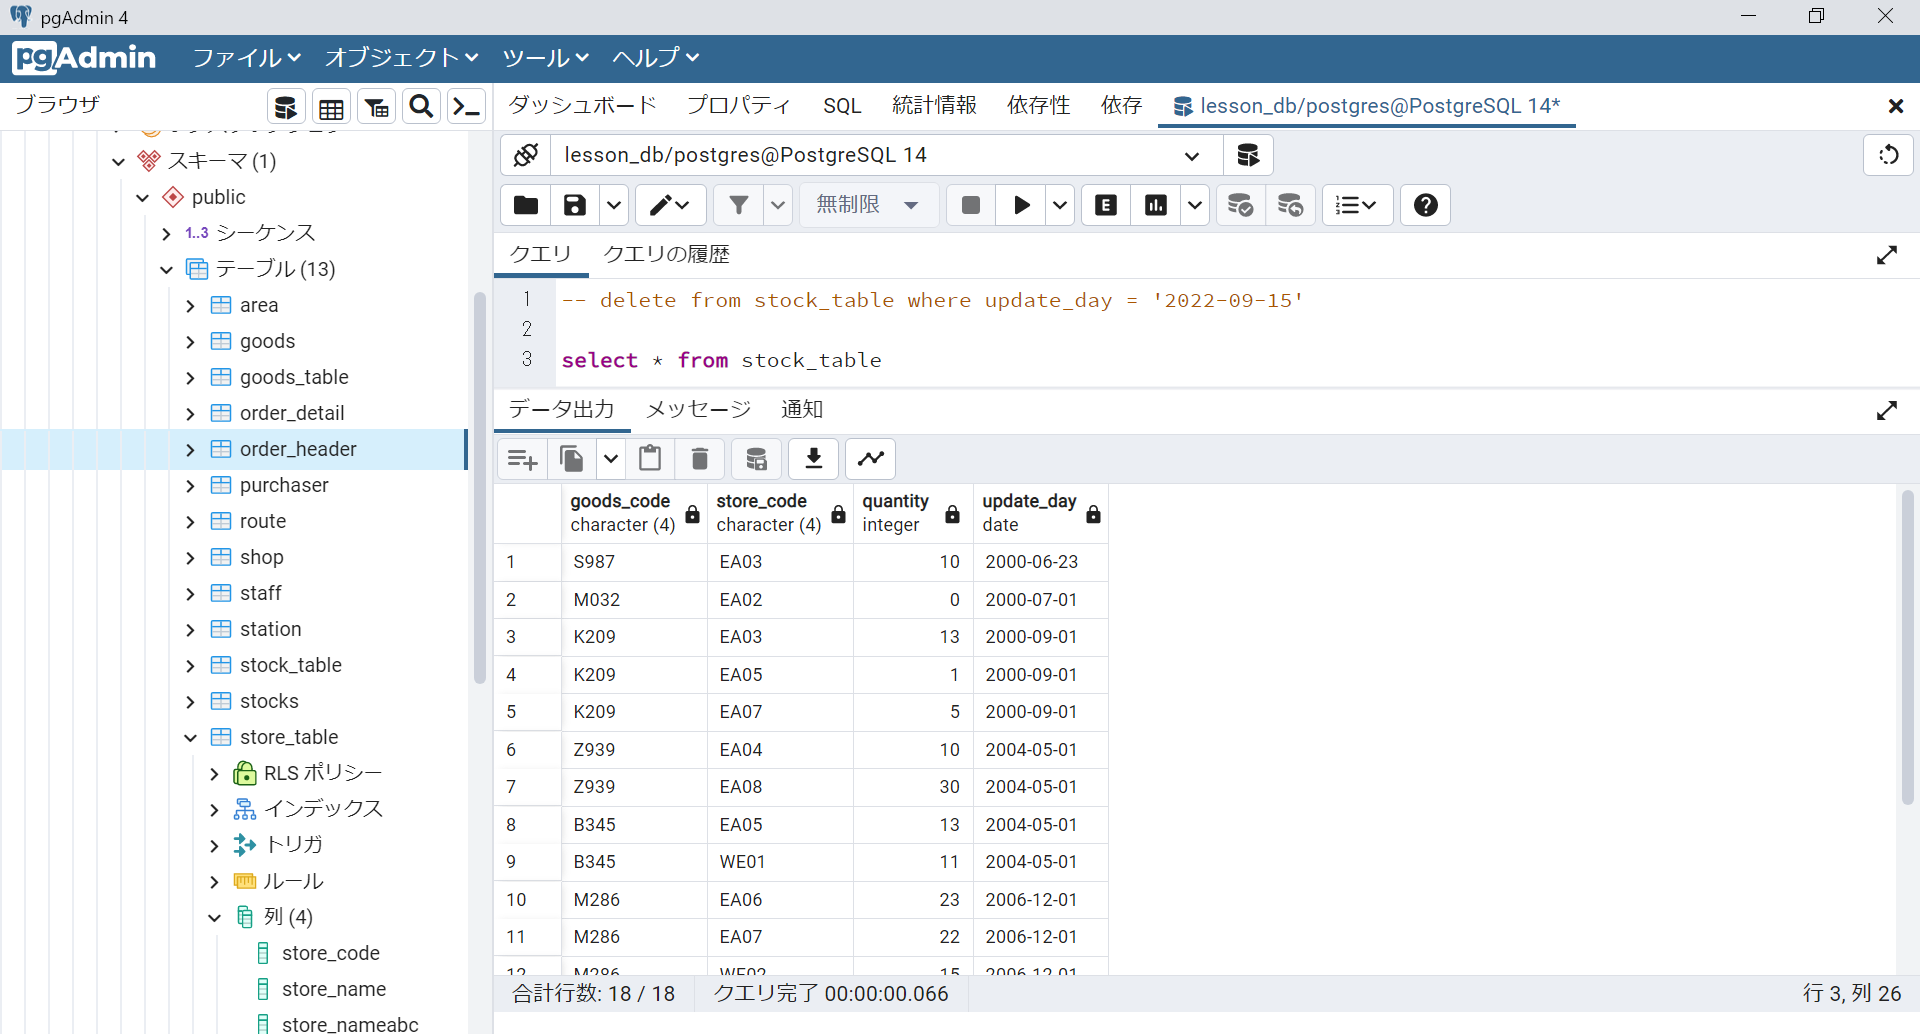 pgAdmin 4
pgAdmin ファイル オブジェクト ツール ヘルプ
ブラウザ
ダッシュボード プロパティ SQL 統計情報 依存性 依存 lesson_db/postgres@PostgreSQL 14*
スキーマ (1)
public
1..3 シーケンス
テーブル (13)
area
goods
goods_table
order_detail
order_header
purchaser
route
shop
staff
station
stock_table
stocks
store_table
RLS ポリシー
インデックス
トリガ
ルール
列 (4)
store_code
store_name
store_nameabc
lesson_db/postgres@PostgreSQL 14
無制限
E
クエリ クエリの履歴
1 -- delete from stock_table where update_day = '2022-09-15'
2
3 select * from stock_table
データ出力 メッセージ 通知
goods_code store_code quantity update_day
character (4) character (4) integer date
1 S987 EA03 10 2000-06-23
2 M032 EA02 0 2000-07-01
3 K209 EA03 13 2000-09-01
4 K209 EA05 1 2000-09-01
5 K209 EA07 5 2000-09-01
6 Z939 EA04 10 2004-05-01
7 Z939 EA08 30 2004-05-01
8 B345 EA05 13 2004-05-01
9 B345 WE01 11 2004-05-01
10 M286 EA06 23 2006-12-01
11 M286 EA07 22 2006-12-01
12 M286 WE02 15 2006-12-01
合計行数: 18 / 18 クエリ完了 00:00:00.066 行 3, 列 26